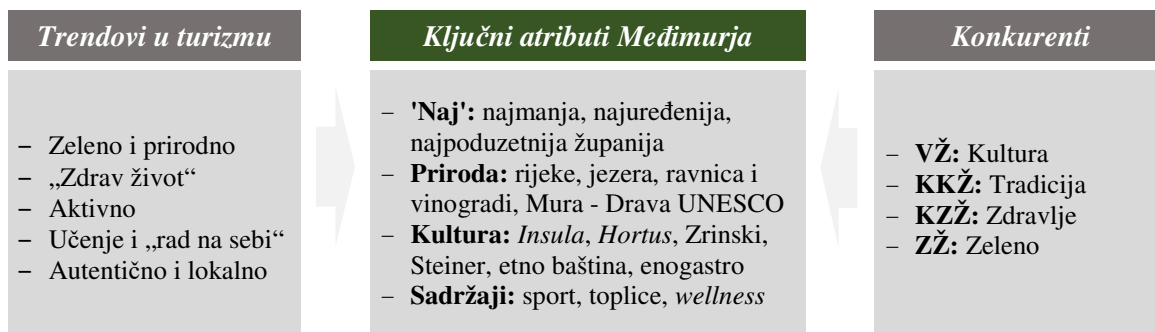 Trendovi u turizmu
– Zeleno i prirodno
– „Zdrav život“
– Aktivno
– Učenje i „rad na sebi“
– Autentično i lokalno
Ključni atributi Međimurja
– 'Naj': najmanja, najuređenija,
najpoduzetnija županija
– Priroda: rijeke, jezera, ravnica i
vinogradi, Mura - Drava UNESCO
– Kultura: Insula, Hortus, Zrinski,
Steiner, etno baština, enogastro
– Sadržaji: sport, toplice, wellness
Konkurenti
– VŽ: Kultura
– KKŽ: Tradicija
– KZŽ: Zdravlje
– ZŽ: Zeleno